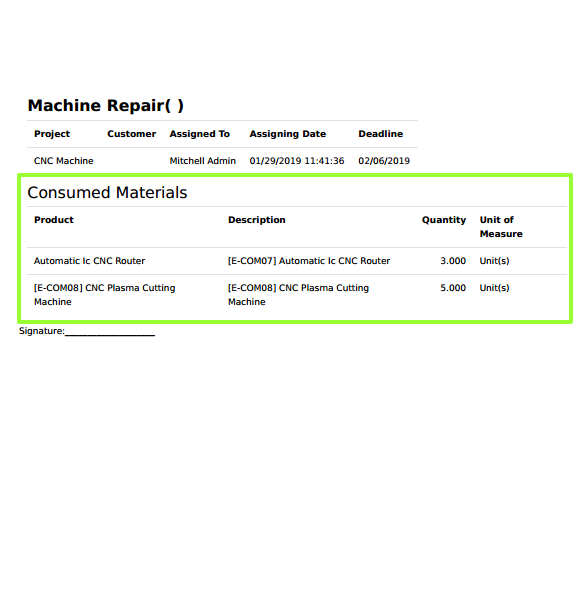 Machine Repair( )
Project Customer Assigned To Assigning Date Deadline
CNC Machine Mitchell Admin 01/29/2019 11:41:36 02/06/2019
Consumed Materials
Product Description Quantity Unit of
Measure
Automatic Ic CNC Router [E-COM07] Automatic Ic CNC Router 3.000 Unit(s)
[E-COM08] CNC Plasma Cutting [E-COM08] CNC Plasma Cutting 5.000 Unit(s)
Machine Machine
Signature:____________________